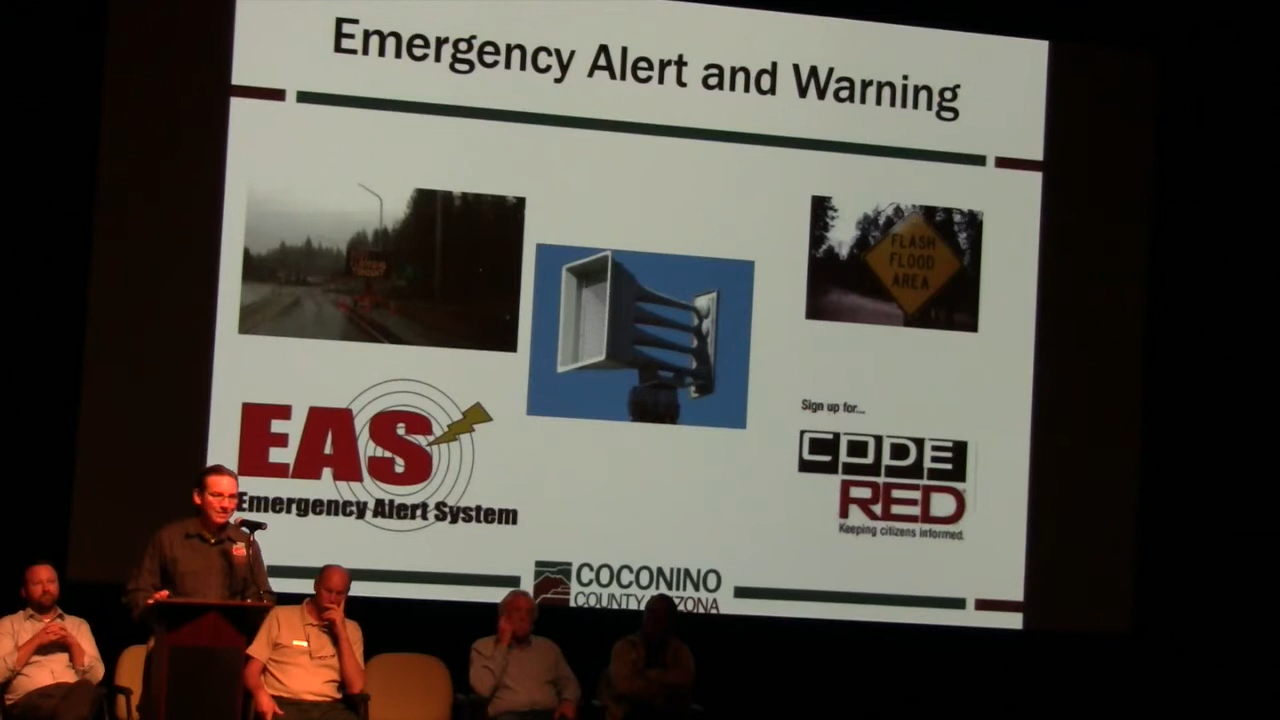 Emergency Alert and Warning
FLASH
FLOOD
AREA
EAS
Emergency Alert System
Sign up for...
CODE
RED
Keeping citizens informed.
COCONINO
COUNTY ARIZONA